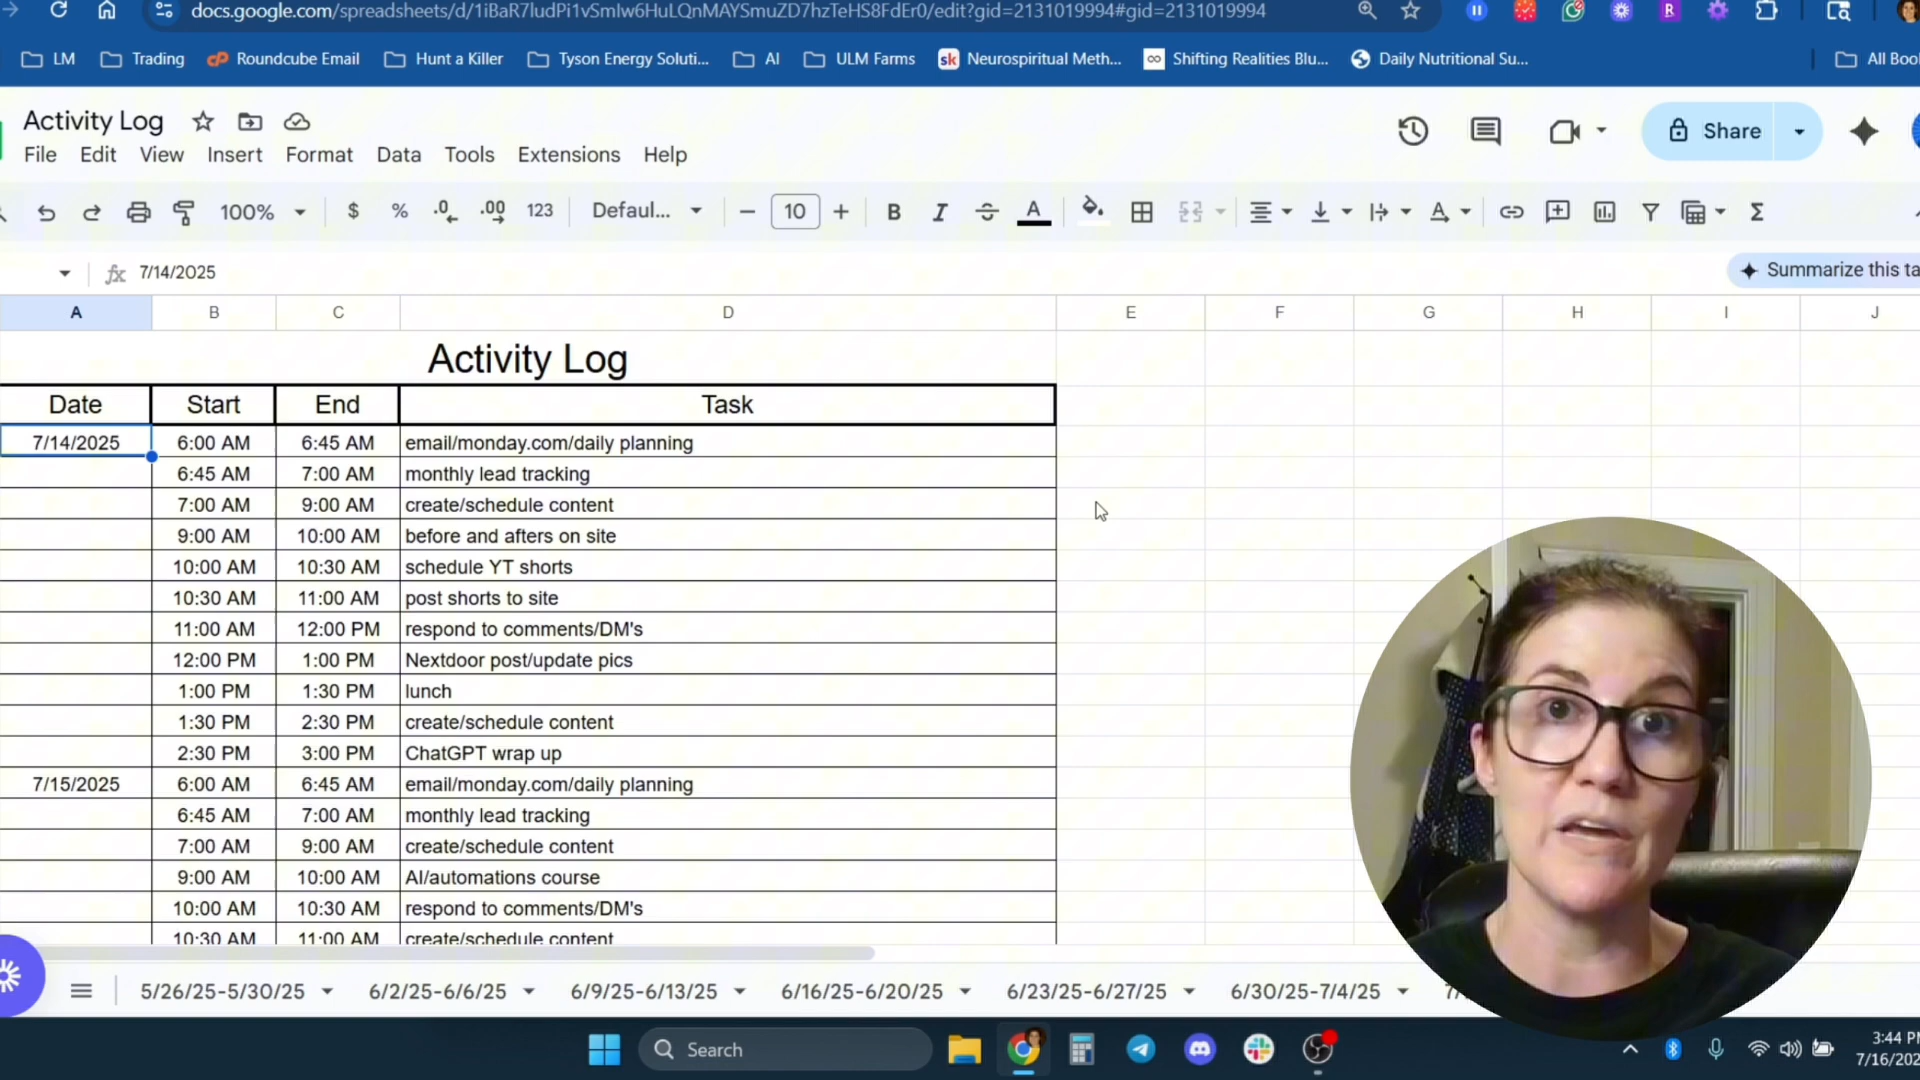 docs.google.com/spreadsheets/d/1iBaR7ludPi1vSmIw6HuLQnMAYSmuZD7hzTeHS8FdEr0/edit?gid=2131019994#gid=2131019994
LM Trading Roundcube Email Hunt a Killer Tyson Energy Soluti... AI ULM Farms Neurospiritual Meth... Shifting Realities Blu... Daily Nutritional Su... All Boo
Activity Log
Share
File Edit View Insert Format Data Tools Extensions Help
100% $ % .0 .00 123 Defaul... 10 B I A
fx 7/14/2025
Summarize this ta
A B C D E F G H I J
Activity Log
Date Start End Task
7/14/2025 6:00 AM 6:45 AM email/monday.com/daily planning
6:45 AM 7:00 AM monthly lead tracking
7:00 AM 9:00 AM create/schedule content
9:00 AM 10:00 AM before and afters on site
10:00 AM 10:30 AM schedule YT shorts
10:30 AM 11:00 AM post shorts to site
11:00 AM 12:00 PM respond to comments/DM's
12:00 PM 1:00 PM Nextdoor post/update pics
1:00 PM 1:30 PM lunch
1:30 PM 2:30 PM create/schedule content
2:30 PM 3:00 PM ChatGPT wrap up
7/15/2025 6:00 AM 6:45 AM email/monday.com/daily planning
6:45 AM 7:00 AM monthly lead tracking
7:00 AM 9:00 AM create/schedule content
9:00 AM 10:00 AM AI/automations course
10:00 AM 10:30 AM respond to comments/DM's
10:30 AM 11:00 AM create/schedule content
5/26/25-5/30/25 6/2/25-6/6/25 6/9/25-6/13/25 6/16/25-6/20/25 6/23/25-6/27/25 6/30/25-7/4/25
Search
3:44 PM
7/16/202